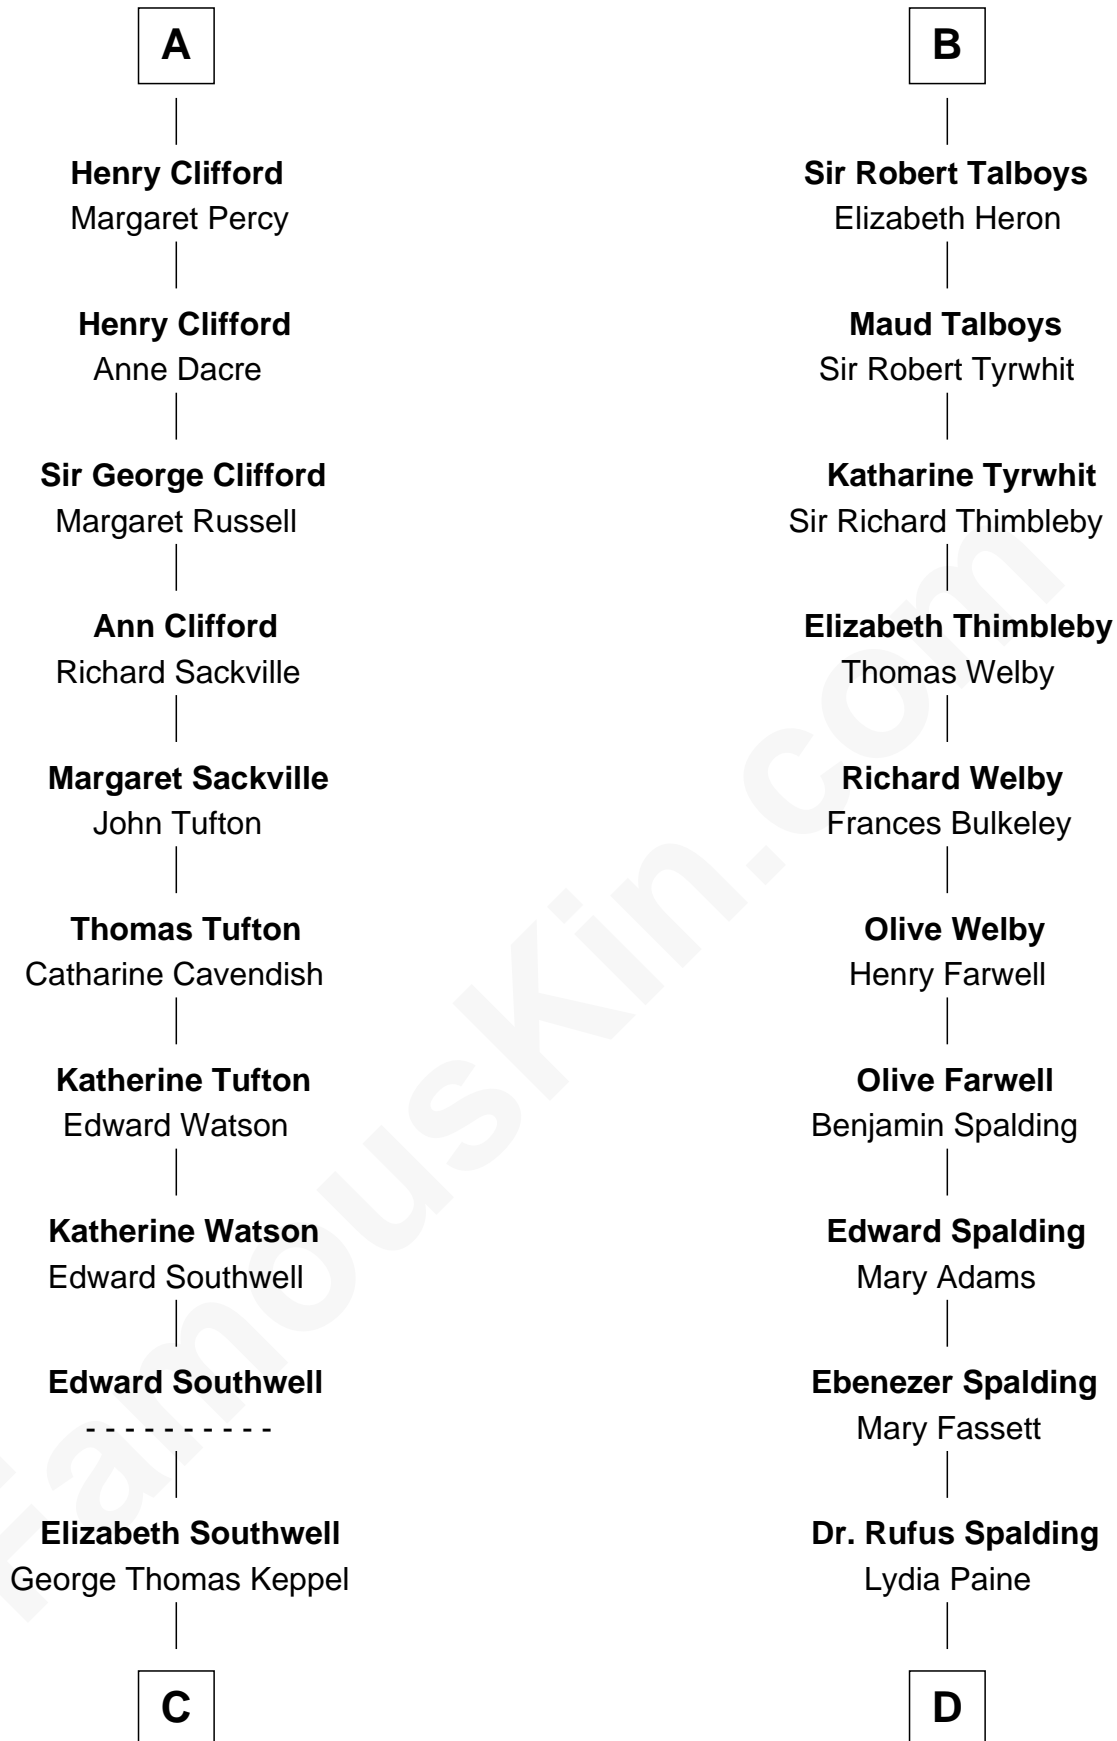 A
Henry Clifford
Margaret Percy
Henry Clifford
Anne Dacre
Sir George Clifford
Margaret Russell
Ann Clifford
Richard Sackville
Margaret Sackville
John Tufton
Thomas Tufton
Catharine Cavendish
Katherine Tufton
Edward Watson
Katherine Watson
Edward Southwell
Edward Southwell
- - - - - - - - - -
Elizabeth Southwell
George Thomas Keppel
C
B
Sir Robert Talboys
Elizabeth Heron
Maud Talboys
Sir Robert Tyrwhit
Katharine Tyrwhit
Sir Richard Thimbleby
Elizabeth Thimbleby
Thomas Welby
Richard Welby
Frances Bulkeley
Olive Welby
Henry Farwell
Olive Farwell
Benjamin Spalding
Edward Spalding
Mary Adams
Ebenezer Spalding
Mary Fassett
Dr. Rufus Spalding
Lydia Paine
D
FamousKin.com